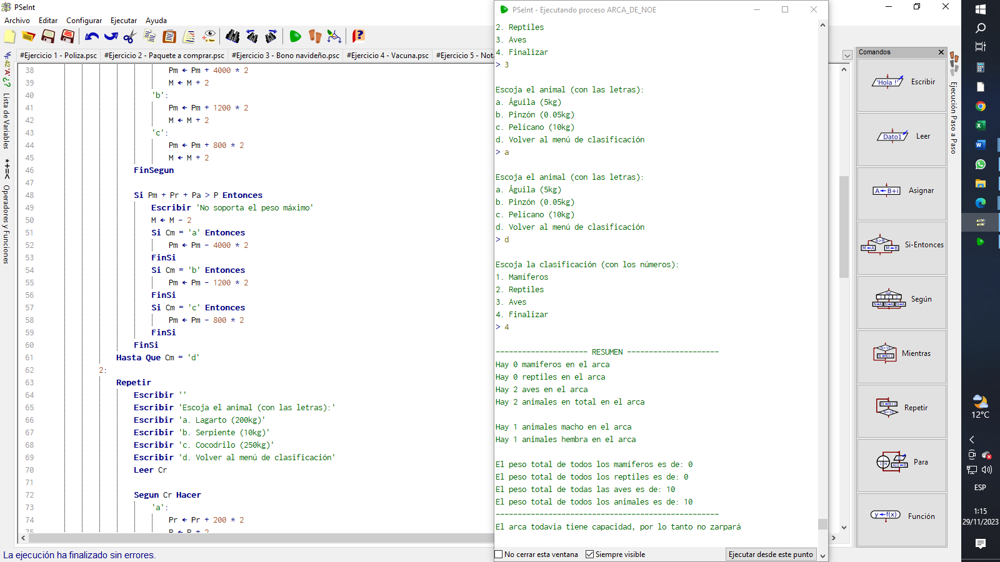 PSeInt
Archivo Editar Configurar Ejecutar Ayuda
#Ejercicio 1 - Poliza.psc #Ejercicio 2 - Paquete a comprar.psc #Ejercicio 3 - Bono navideño.psc #Ejercicio 4 - Vacuna.psc #Ejercicio 5 - Not
Lista de Variables
Operadores y Funciones
38 Pm ← Pm + 4000 * 2
39 M ← M + 2
40 'b':
41 Pm ← Pm + 1200 * 2
42 M ← M + 2
43 'c':
44 Pm ← Pm + 800 * 2
45 M ← M + 2
46 FinSegun
47
48 Si Pm + Pr + Pa > P Entonces
49 Escribir 'No soporta el peso máximo'
50 M ← M - 2
51 Si Cm = 'a' Entonces
52 Pm ← Pm - 4000 * 2
53 FinSi
54 Si Cm = 'b' Entonces
55 Pm ← Pm - 1200 * 2
56 FinSi
57 Si Cm = 'c' Entonces
58 Pm ← Pm - 800 * 2
59 FinSi
60 FinSi
61 Hasta Que Cm = 'd'
62 2:
63 Repetir
64 Escribir ''
65 Escribir 'Escoja el animal (con las letras):'
66 Escribir 'a. Lagarto (200kg)'
67 Escribir 'b. Serpiente (10kg)'
68 Escribir 'c. Cocodrilo (250kg)'
69 Escribir 'd. Volver al menú de clasificación'
70 Leer Cr
71
72 Segun Cr Hacer
73 'a':
74 Pr ← Pr + 200 * 2
75 R ← R + 2
La ejecución ha finalizado sin errores.
PSeInt - Ejecutando proceso ARCA_DE_NOE
2. Reptiles
3. Aves
4. Finalizar
> 3
Escoja el animal (con las letras):
a. Águila (5kg)
b. Pinzón (0.05kg)
c. Pelícano (10kg)
d. Volver al menú de clasificación
> a
Escoja el animal (con las letras):
a. Águila (5kg)
b. Pinzón (0.05kg)
c. Pelícano (10kg)
d. Volver al menú de clasificación
> d
Escoja la clasificación (con los números):
1. Mamíferos
2. Reptiles
3. Aves
4. Finalizar
> 4
--------------------- RESUMEN ---------------------
Hay 0 mamiferos en el arca
Hay 0 reptiles en el arca
Hay 2 aves en el arca
Hay 2 animales en total en el arca
Hay 1 animales macho en el arca
Hay 1 animales hembra en el arca
El peso total de todos los mamíferos es de: 0
El peso total de todos los reptiles es de: 0
El peso total de todas las aves es de: 10
El peso total de todos los animales es de: 10
---------------------------------------------------
El arca todavia tiene capacidad, por lo tanto no zarpará
No cerrar esta ventana Siempre visible Ejecutar desde este punto
Comandos
'Hola !' Escribir
Dato1 Leer
A←B+i Asignar
A>B M←A M←B Si-Entonces
Según
Mientras
Repetir
Para
y←f(x) Función
Ejecución Paso a Paso
12°C
ESP
1:15
29/11/2023